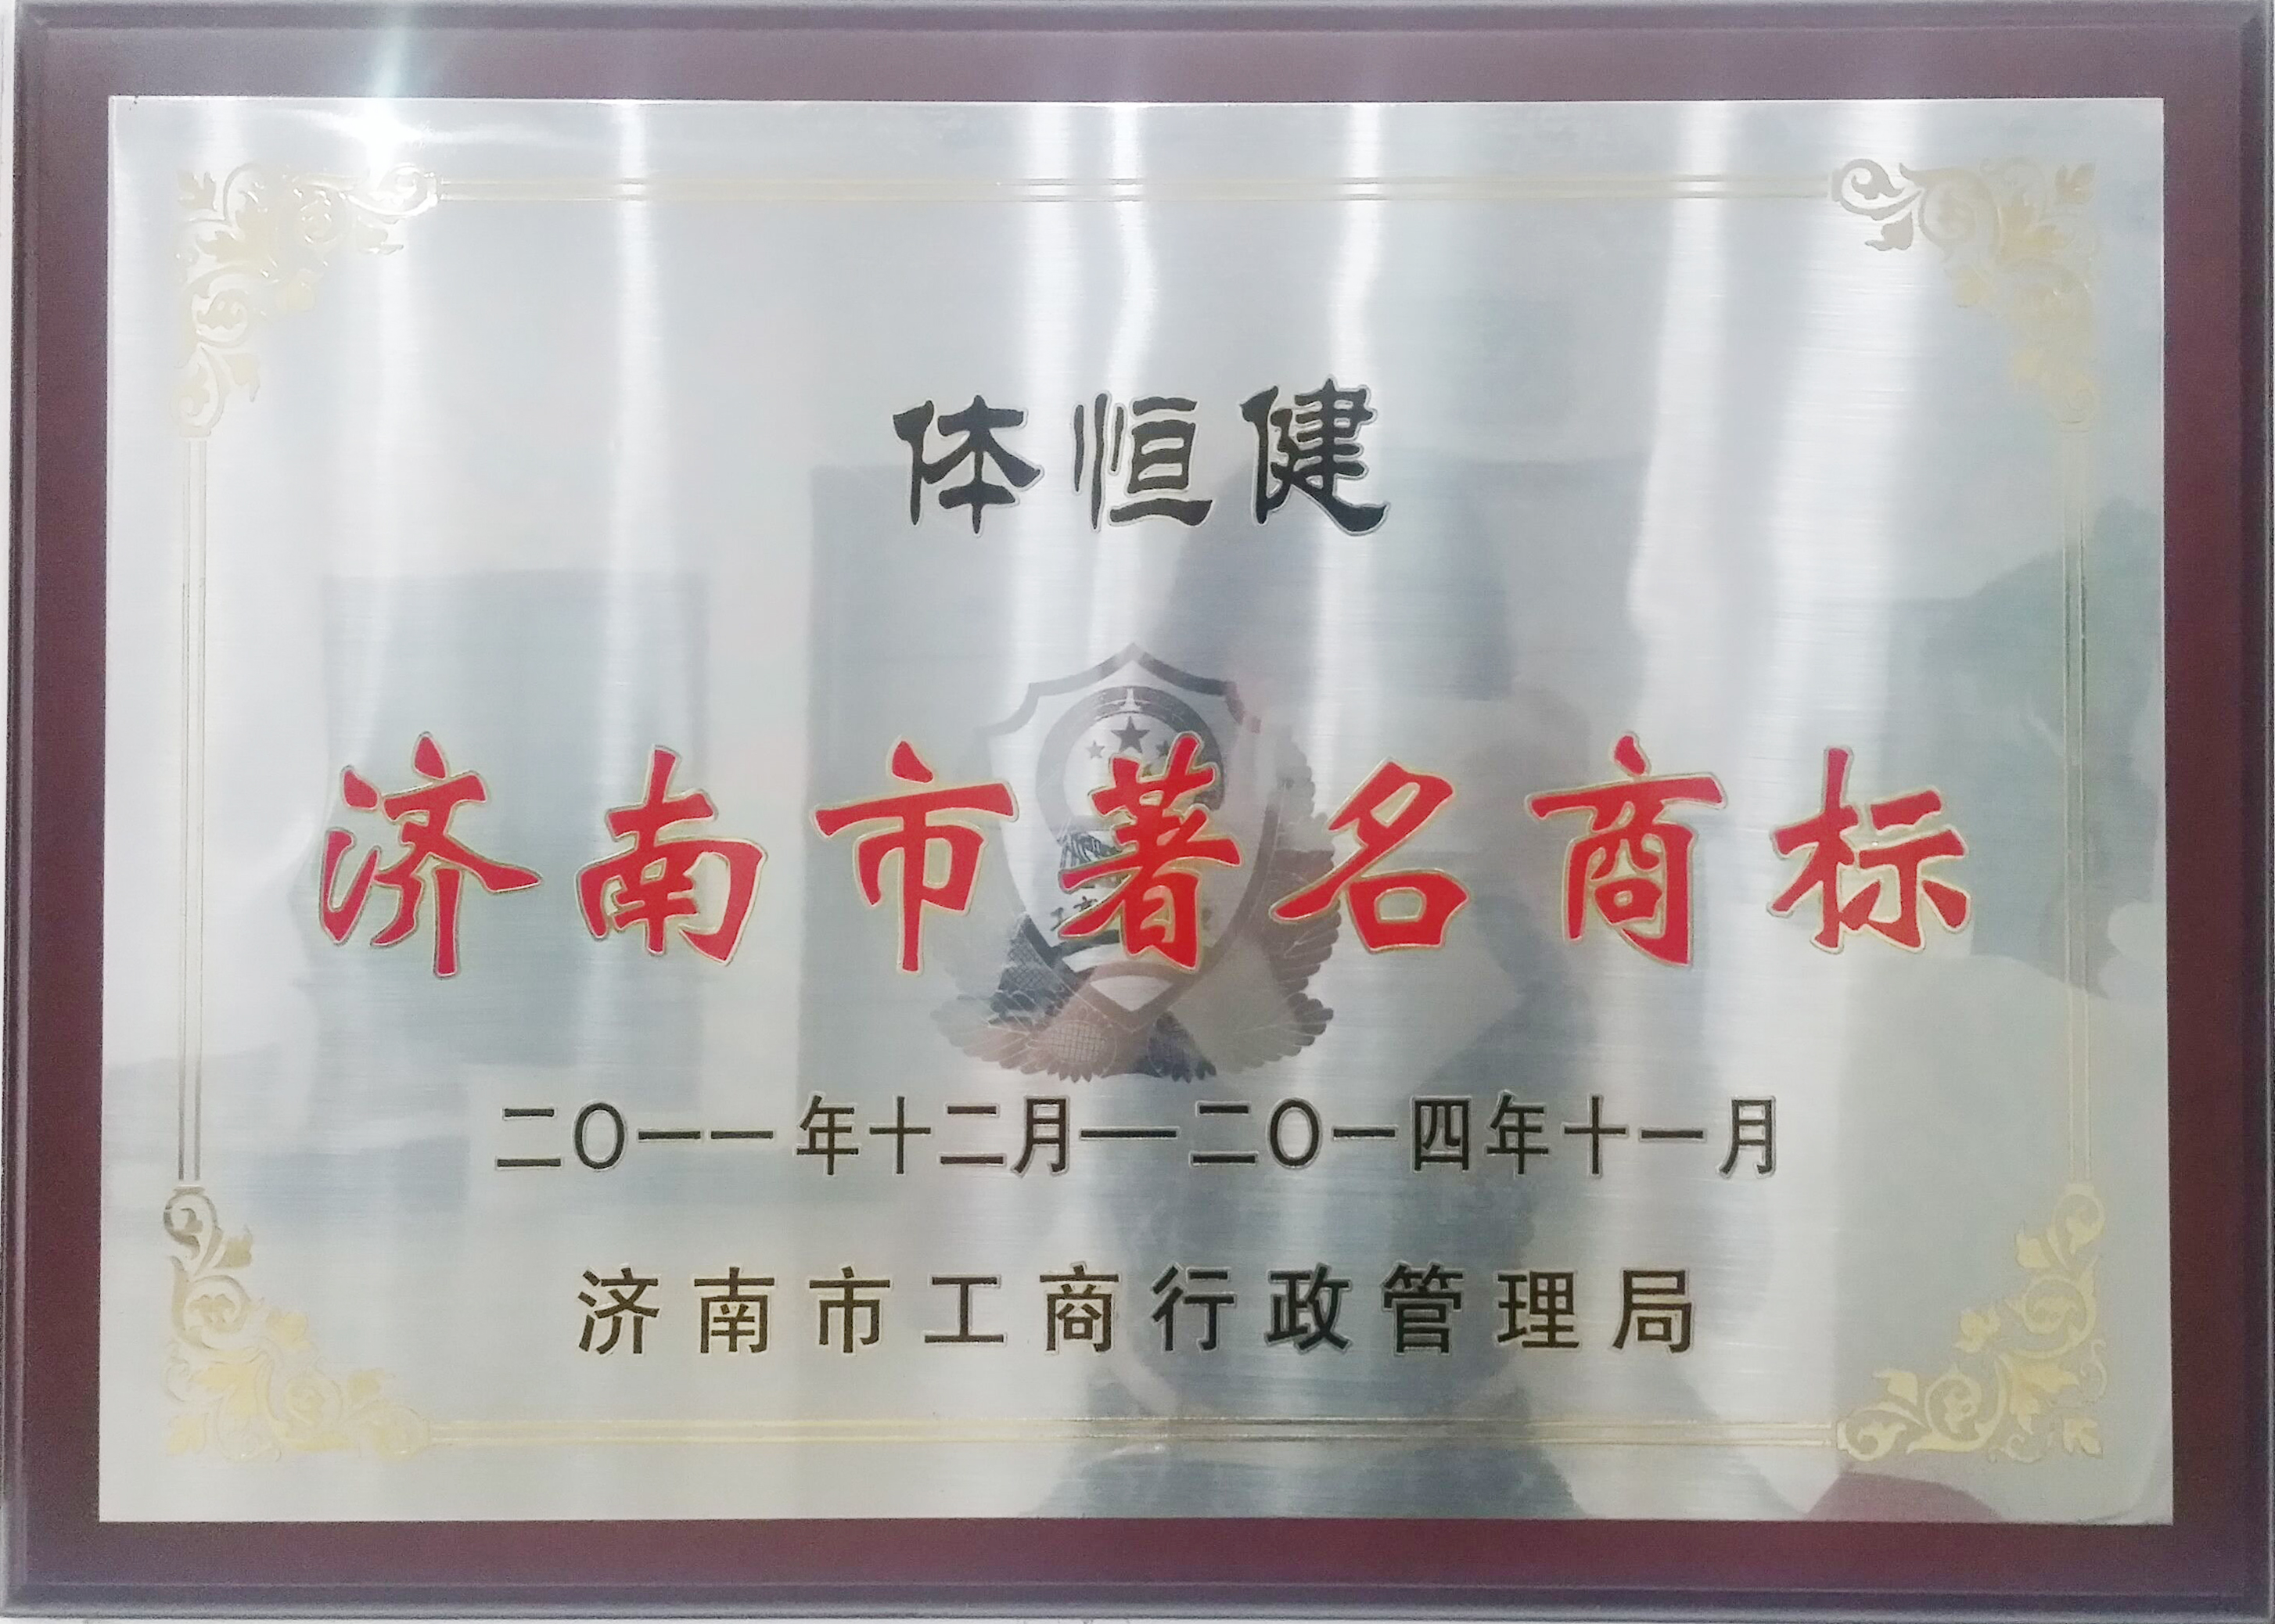 体恒健
济南市著名商标
二〇一一年十二月——二〇一四年十一月
济南市工商行政管理局